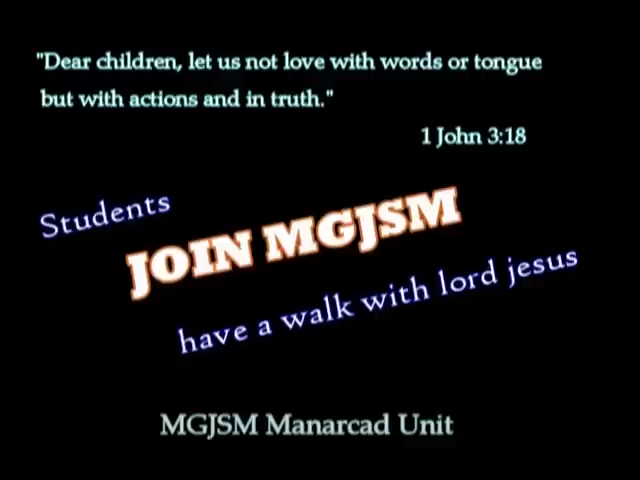 "Dear children, let us not love with words or tongue
but with actions and in truth."
1 John 3:18
Students
JOIN MGJSM
have a walk with lord jesus
MGJSM Manarcad Unit